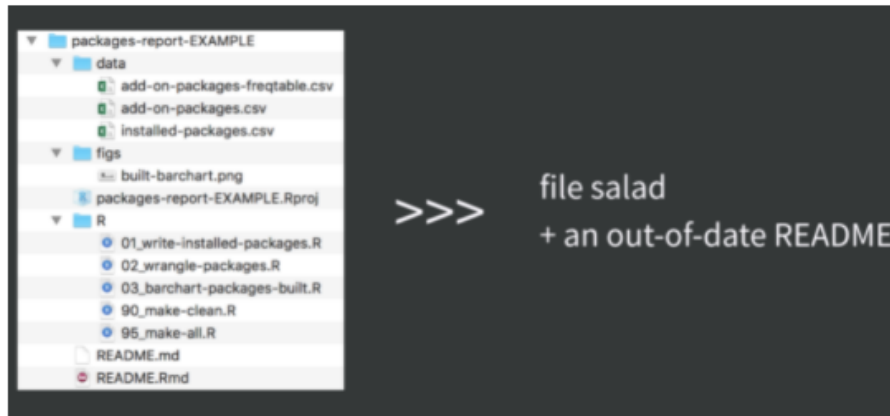 packages-report-EXAMPLE
data
add-on-packages-freqtable.csv
add-on-packages.csv
installed-packages.csv
figs
built-barchart.png
packages-report-EXAMPLE.Rproj
R
01_write-installed-packages.R
02_wrangle-packages.R
03_barchart-packages-built.R
90_make-clean.R
95_make-all.R
README.md
README.Rmd
>>>
file salad
+ an out-of-date README